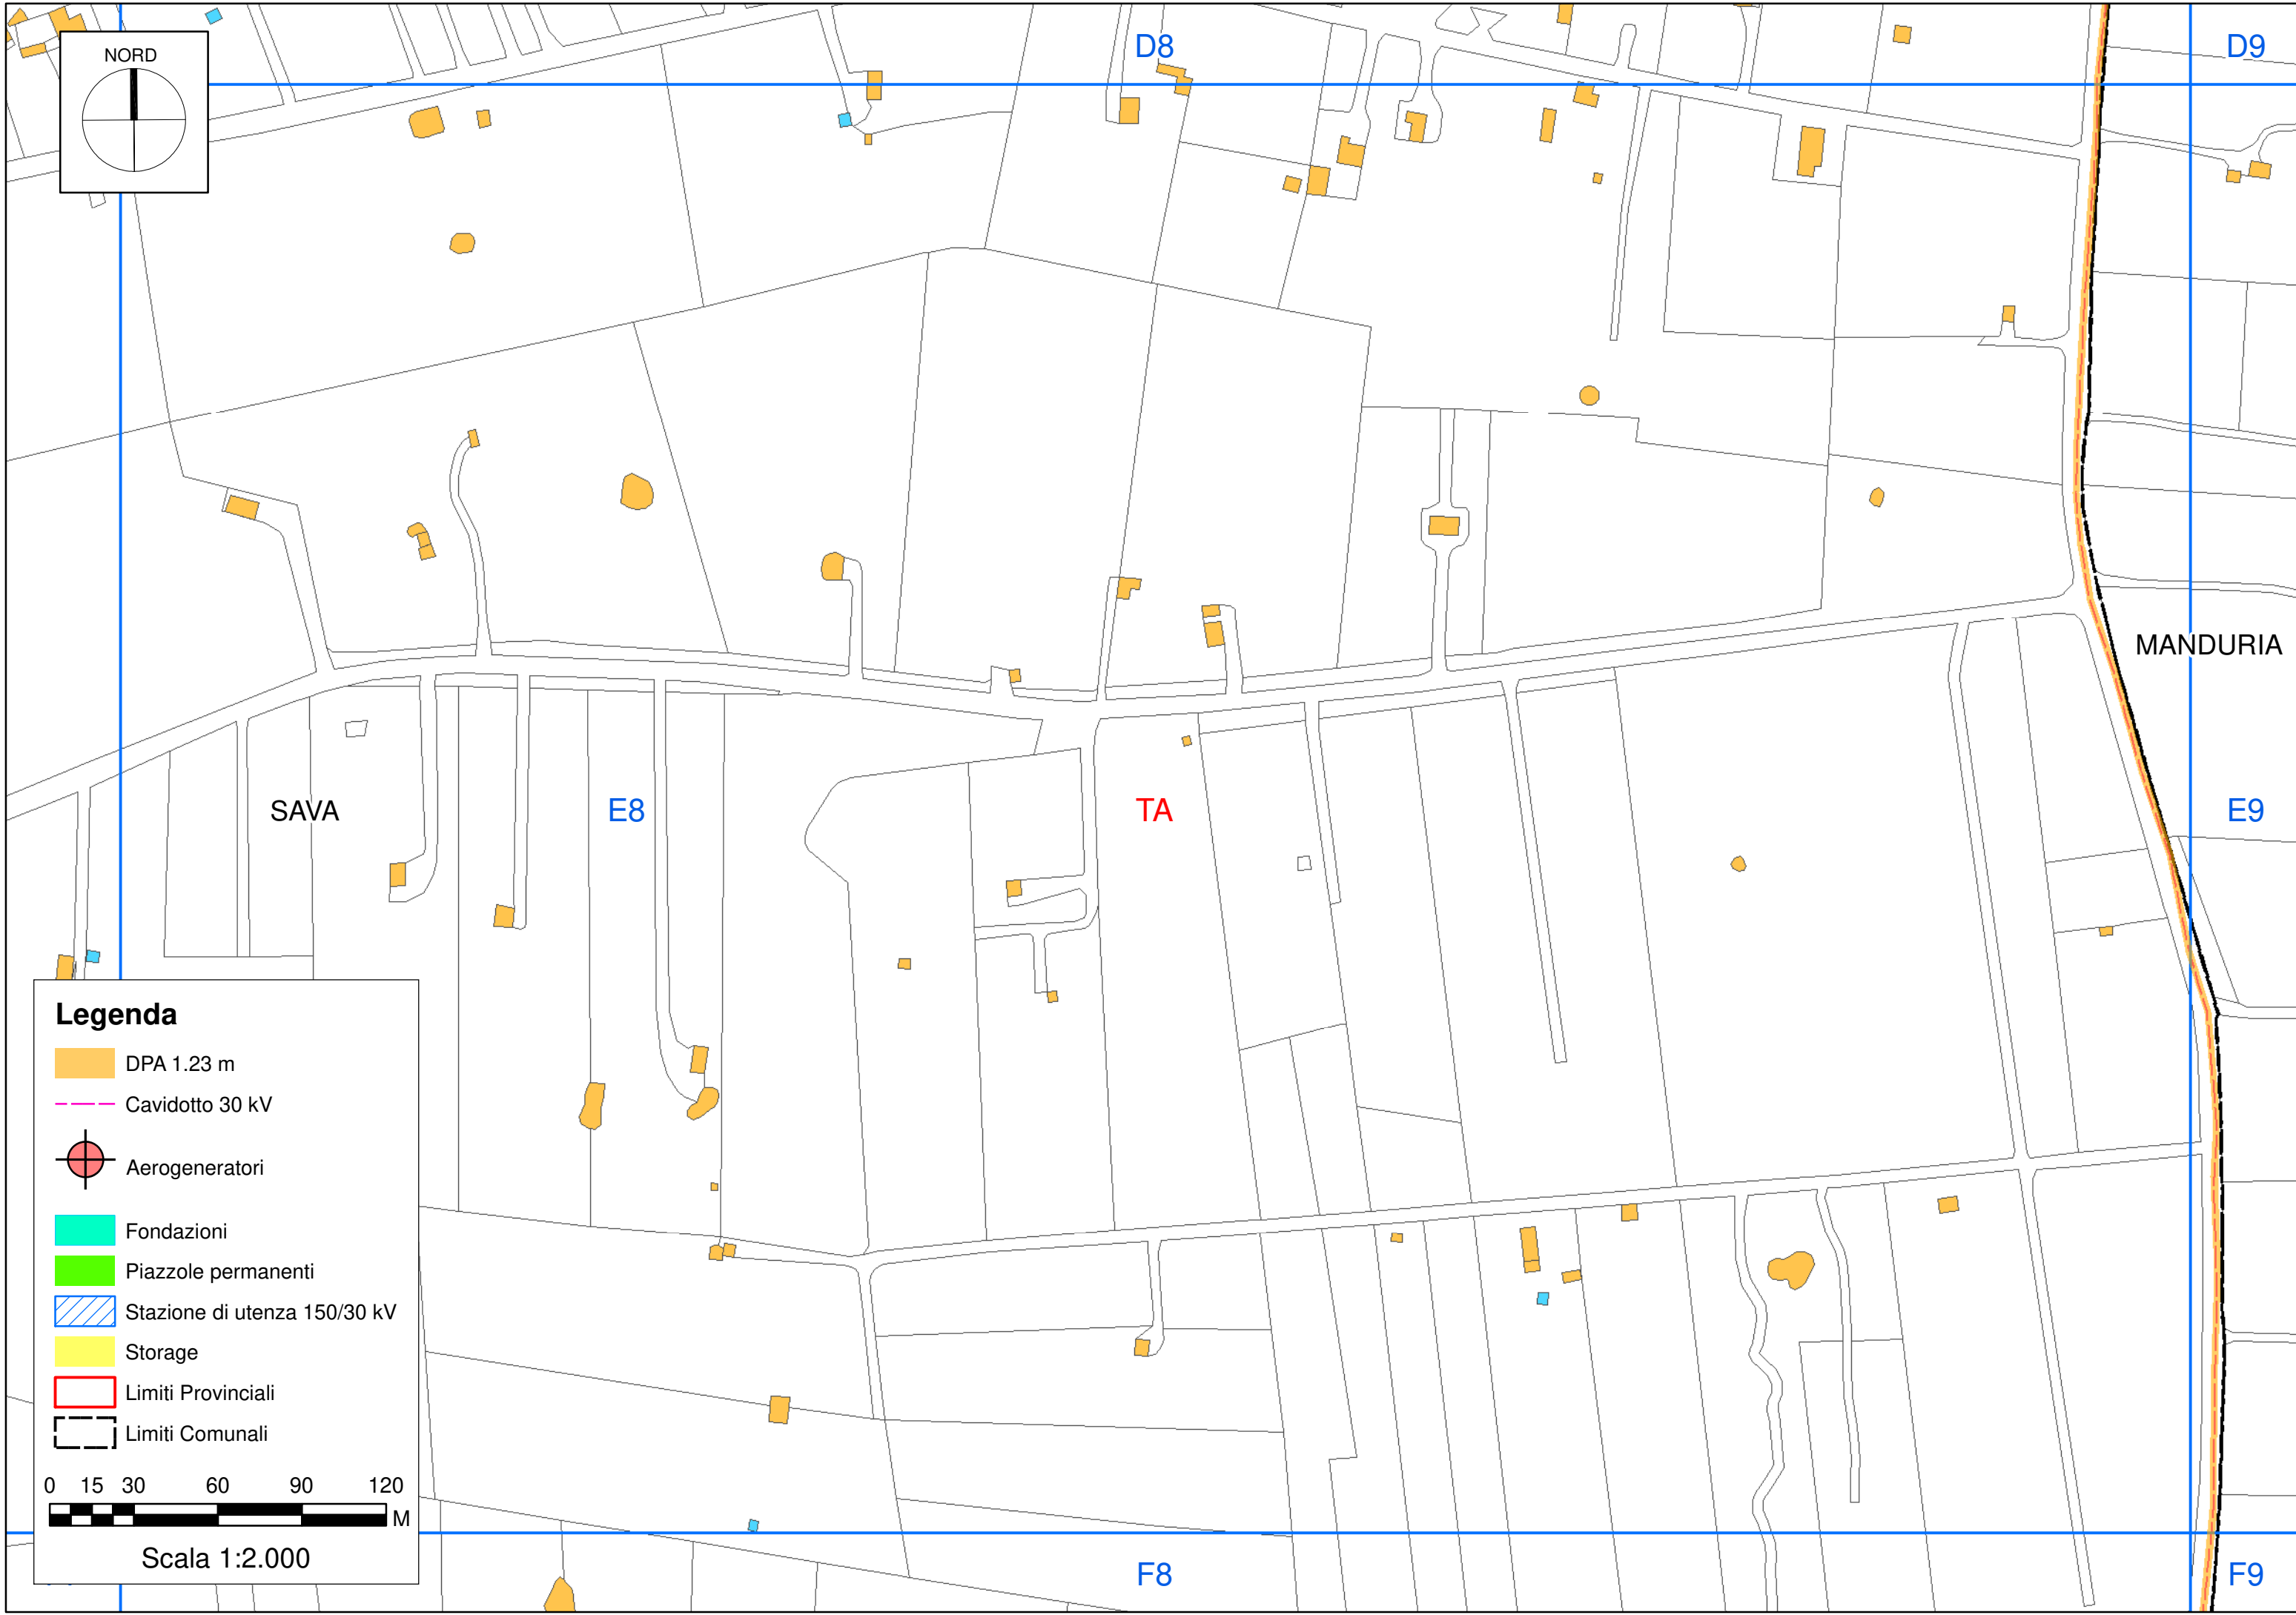 D8
D9
NORD
MANDURIA
SAVA
E8
TA
E9
Legenda
DPA 1.23 m
Cavidotto 30 kV
Aerogeneratori
Fondazioni
Piazzole permanenti
Stazione di utenza 150/30 kV
Storage
Limiti Provinciali
Limiti Comunali
0 15 30 60 90 120
M
Scala 1:2.000
F8
F9